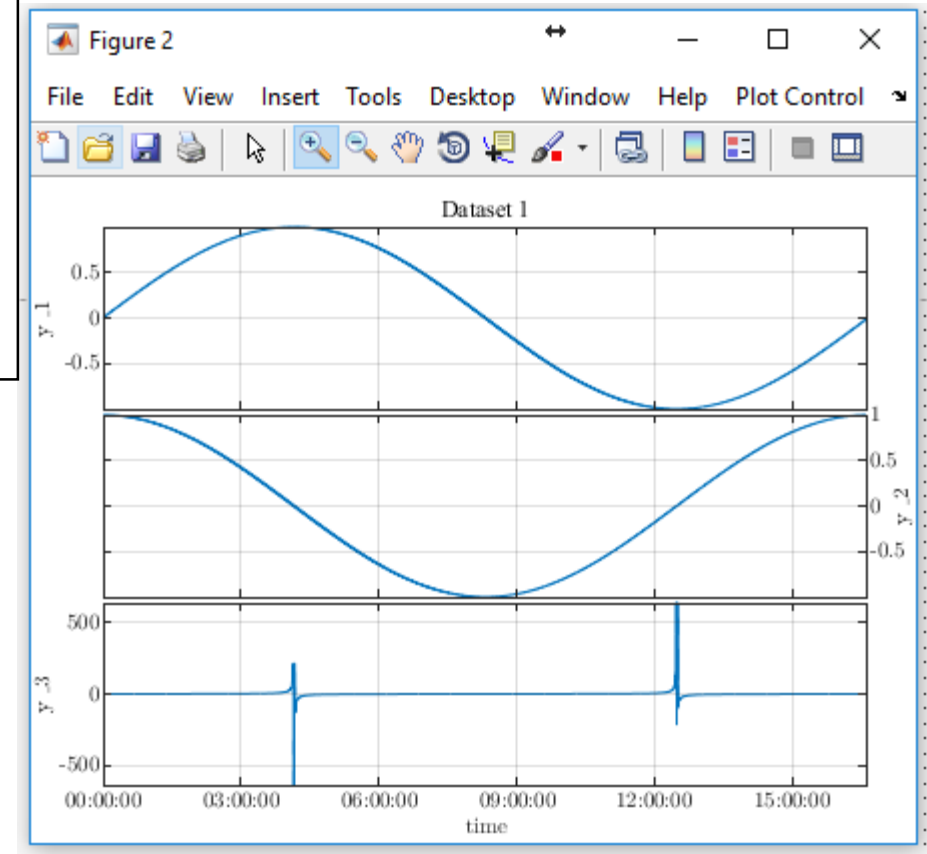 Figure 2
File Edit View Insert Tools Desktop Window Help Plot Control
Dataset 1
0.5
0
-0.5
y_1
1
0.5
0
-0.5
y_2
500
0
-500
y_3
00:00:00 03:00:00 06:00:00 09:00:00 12:00:00 15:00:00
time